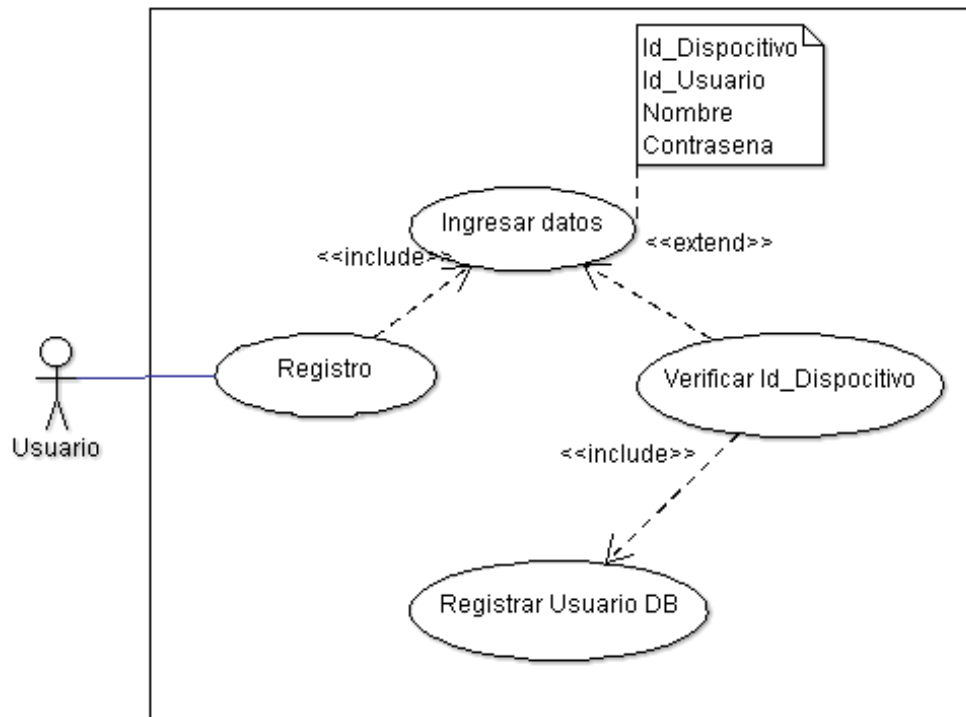 Id_Dispocitivo
Id_Usuario
Nombre
Contrasena
Ingresar datos
<<extend>>
<<include>>
Registro
Verificar Id_Dispocitivo
Usuario
<<include>>
Registrar Usuario DB